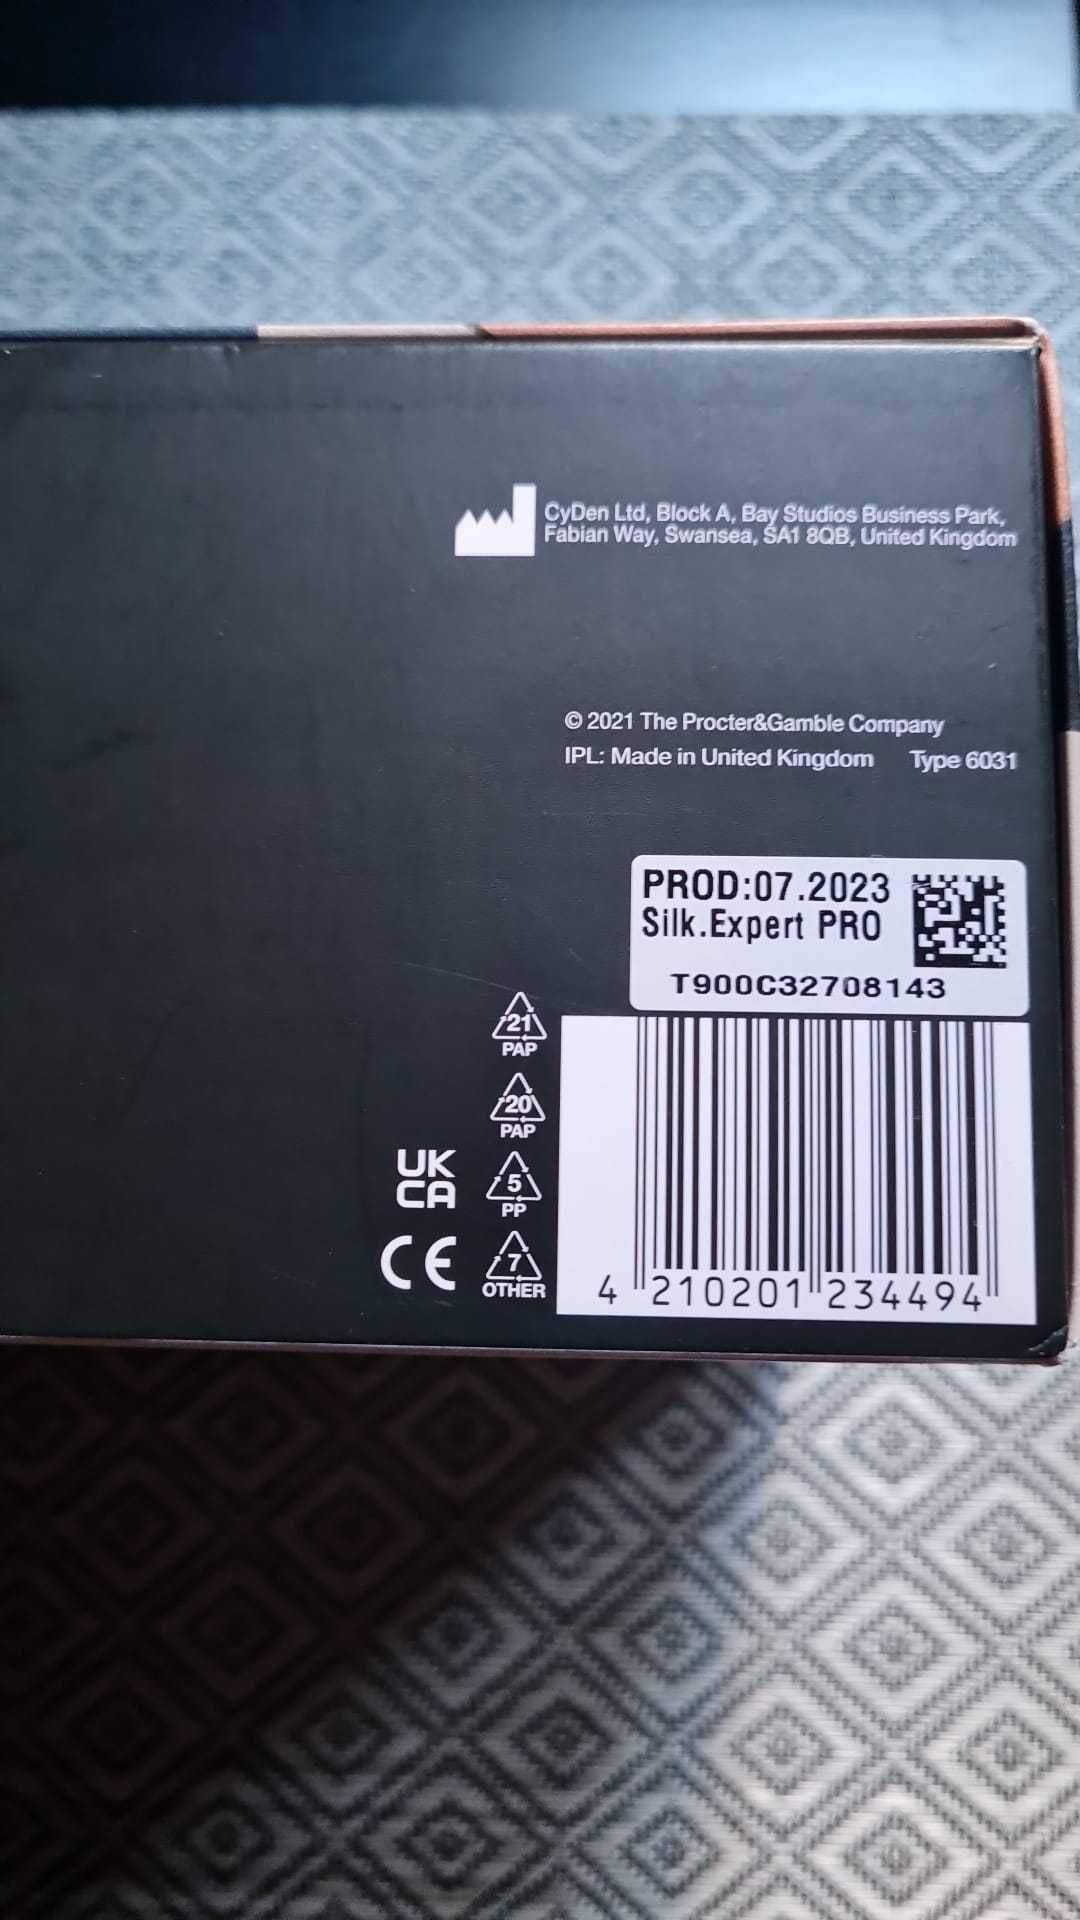 CyDen Ltd, Block A, Bay Studios Business Park,
Fabian Way, Swansea, SA1 8QB, United Kingdom
© 2021 The Procter&Gamble Company
IPL: Made in United Kingdom Type 6031
PROD:07.2023
Silk.Expert PRO
T900C32708143
21
PAP
20
PAP
UK
CA
5
PP
CE
7
OTHER
4 210201 234494